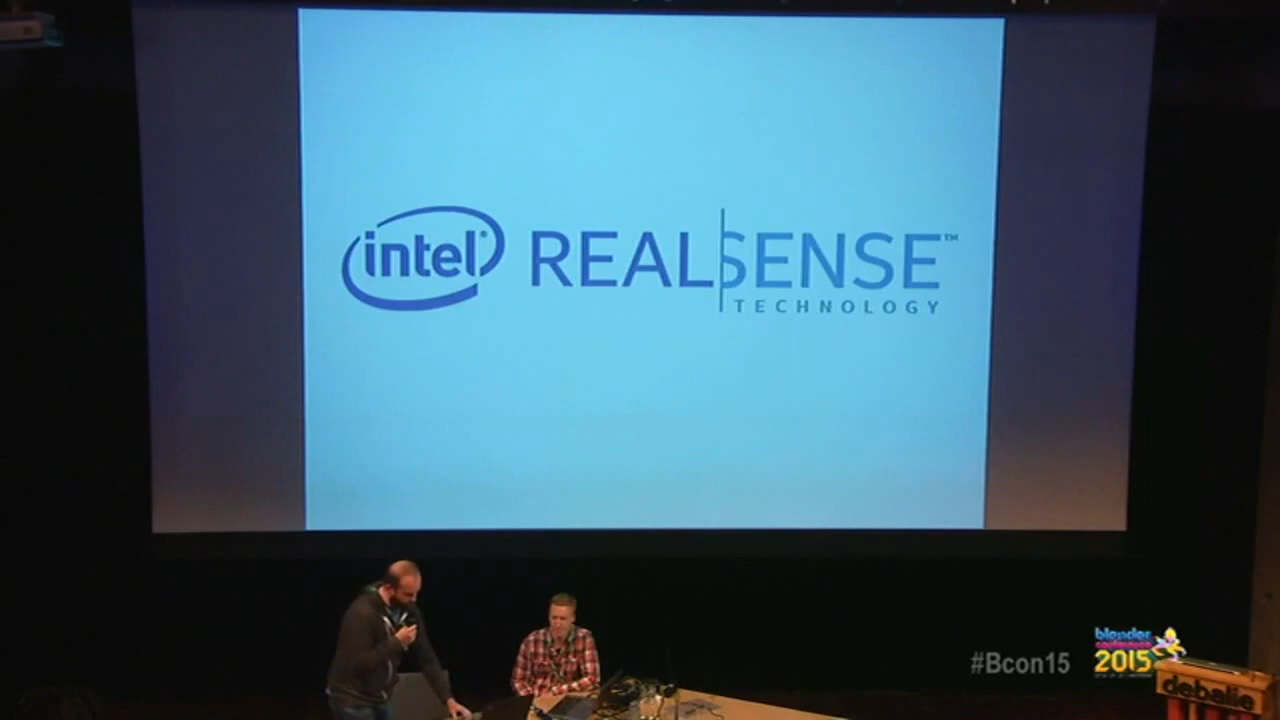 intel® REALSENSE™
TECHNOLOGY
#Bcon15
blender
conference
2015
debalie